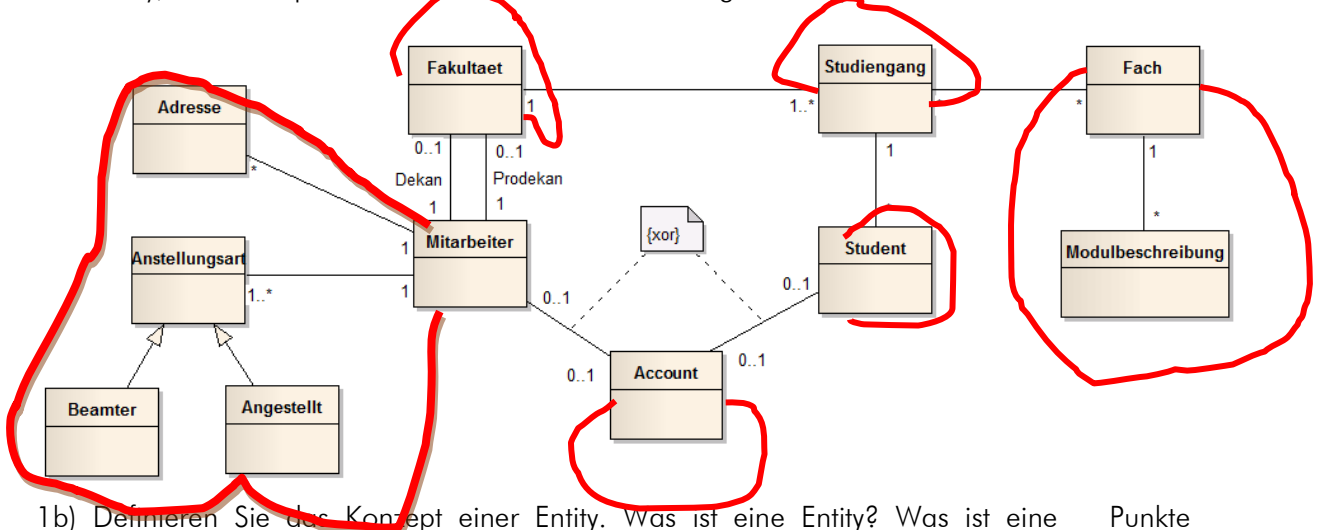 Fakultaet
Studiengang
Fach
Adresse
1
1..*
*
*
0..1
0..1
1
1
Dekan
Prodekan
1
1
*
Mitarbeiter
{xor}
Student
Modulbeschreibung
1
Anstellungsart
1..*
1
0..1
0..1
0..1
Account
0..1
Beamter
Angestellt
1b) Definieren Sie das Konzept einer Entity. Was ist eine Entity? Was ist eine Punkte